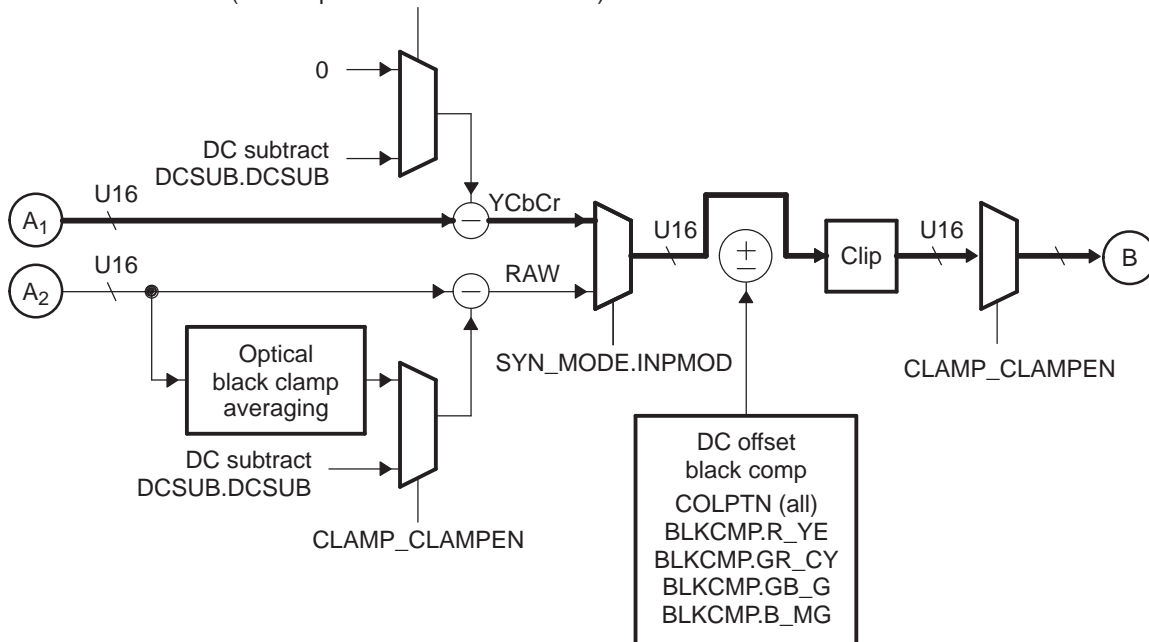 0
DC subtract
DCSUB.DCSUB
U16
YCbCr
A1
U16
U16
Clip
U16
B
A2
RAW
Optical
black clamp
averaging
SYN_MODE.INPMOD
CLAMP_CLAMPEN
DC subtract
DCSUB.DCSUB
CLAMP_CLAMPEN
DC offset
black comp
COLPTN (all)
BLKCMP.R_YE
BLKCMP.GR_CY
BLKCMP.GB_G
BLKCMP.B_MG